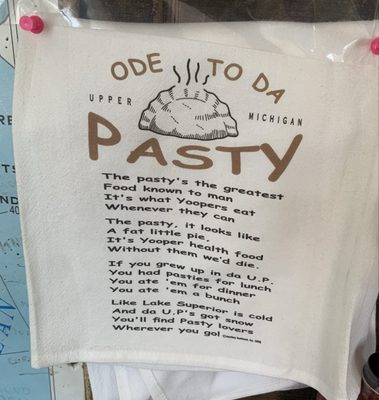 ODE TO DA
UPPER MICHIGAN
PASTY
The pasty's the greatest
Food known to man
It's what Yoopers eat
Whenever they can
The pasty, it looks like
A fat little pie,
It's Yooper health food
Without them we'd die.
If you grew up in da U.P.
You had pasties for lunch
You ate 'em for dinner
You ate 'em a bunch
Like Lake Superior is cold
And da U.P's got snow
You'll find Pasty lovers
Wherever you go!